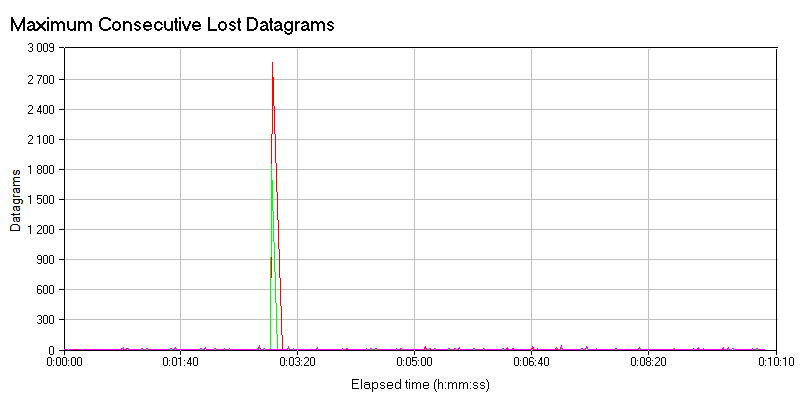 Maximum Consecutive Lost Datagrams
3 009
2 700
2 400
2 100
1 800
1 500
1 200
900
600
300
0
Datagrams
0:00:00 0:01:40 0:03:20 0:05:00 0:06:40 0:08:20 0:10:10
Elapsed time (h:mm:ss)